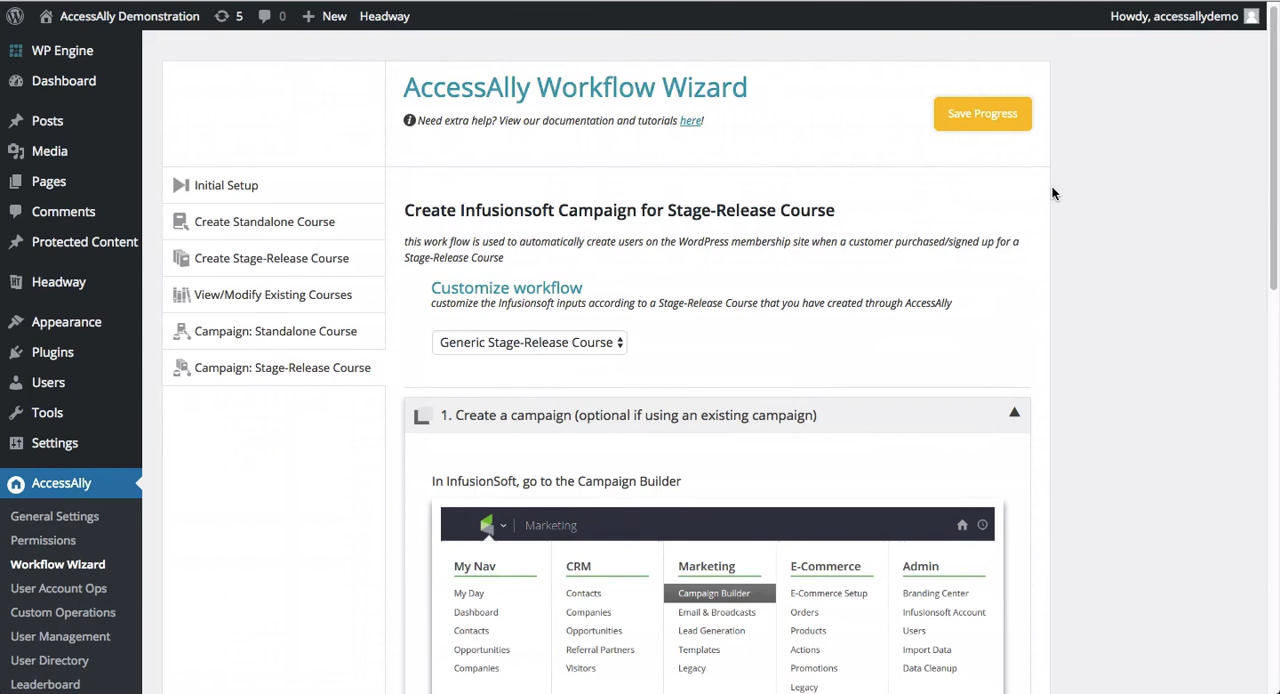 AccessAlly Demonstration 5 0 New Headway Howdy, accessallydemo
WP Engine
Dashboard
Posts
Media
Pages
Comments
Protected Content
Headway
Appearance
Plugins
Users
Tools
Settings
AccessAlly
General Settings
Permissions
Workflow Wizard
User Account Ops
Custom Operations
User Management
User Directory
Leaderboard
Initial Setup
Create Standalone Course
Create Stage-Release Course
View/Modify Existing Courses
Campaign: Standalone Course
Campaign: Stage-Release Course
AccessAlly Workflow Wizard
Need extra help? View our documentation and tutorials here!
Save Progress
Create Infusionsoft Campaign for Stage-Release Course
this work flow is used to automatically create users on the WordPress membership site when a customer purchased/signed up for a
Stage-Release Course
Customize workflow
customize the Infusionsoft inputs according to a Stage-Release Course that you have created through AccessAlly
Generic Stage-Release Course
1. Create a campaign (optional if using an existing campaign)
In InfusionSoft, go to the Campaign Builder
Marketing
My Nav CRM Marketing E-Commerce Admin
My Day Contacts Campaign Builder E-Commerce Setup Branding Center
Dashboard Companies Email & Broadcasts Orders Infusionsoft Account
Contacts Opportunities Lead Generation Products Users
Opportunities Referral Partners Templates Actions Import Data
Companies Visitors Legacy Promotions Data Cleanup
Legacy